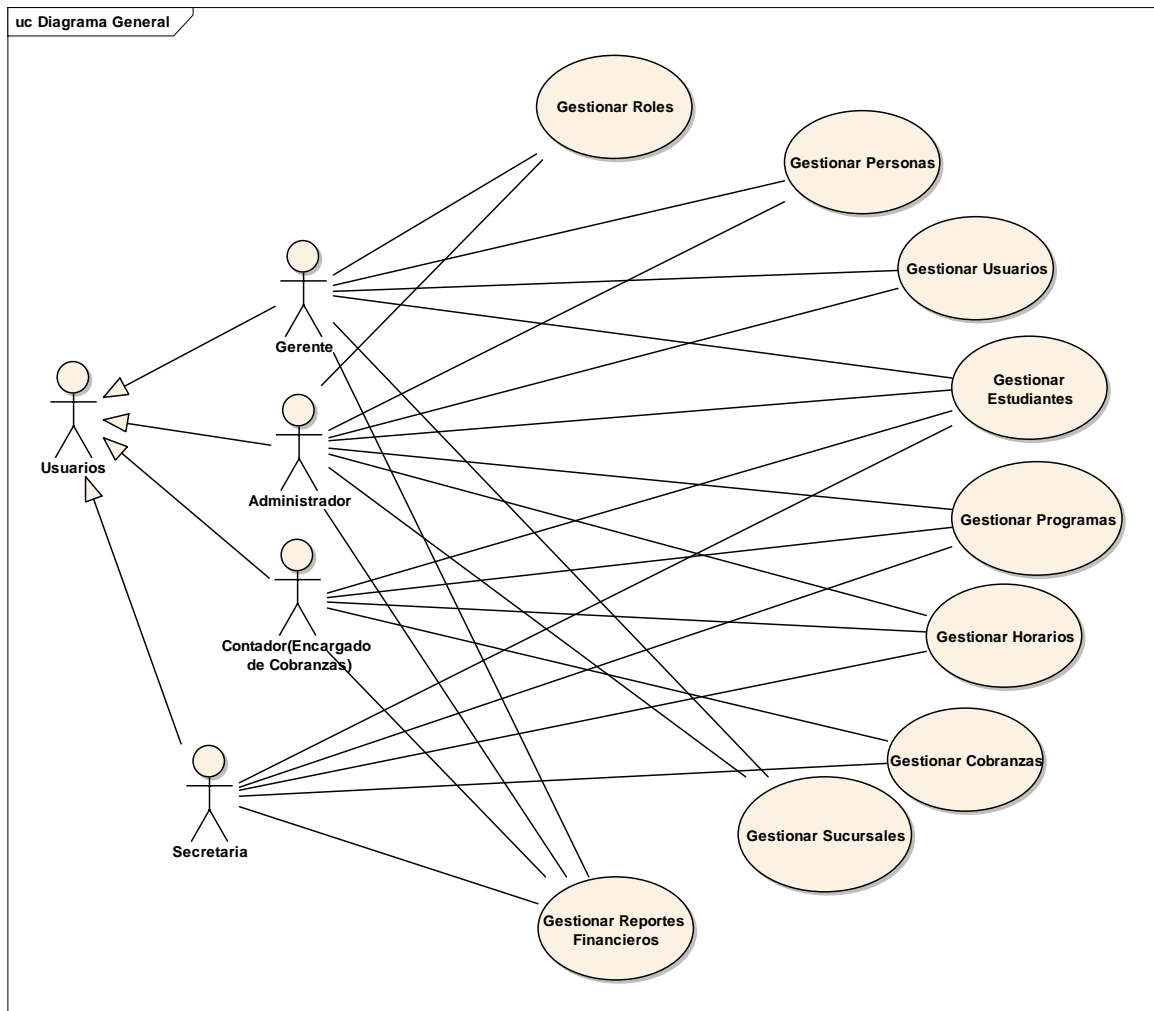 uc Diagrama General
Gestionar Roles
Gestionar Personas
Gestionar Usuarios
Gerente
Gestionar
Estudiantes
Usuarios
Administrador
Gestionar Programas
Contador(Encargado
de Cobranzas)
Gestionar Horarios
Gestionar Cobranzas
Gestionar Sucursales
Secretaria
Gestionar Reportes
Financieros